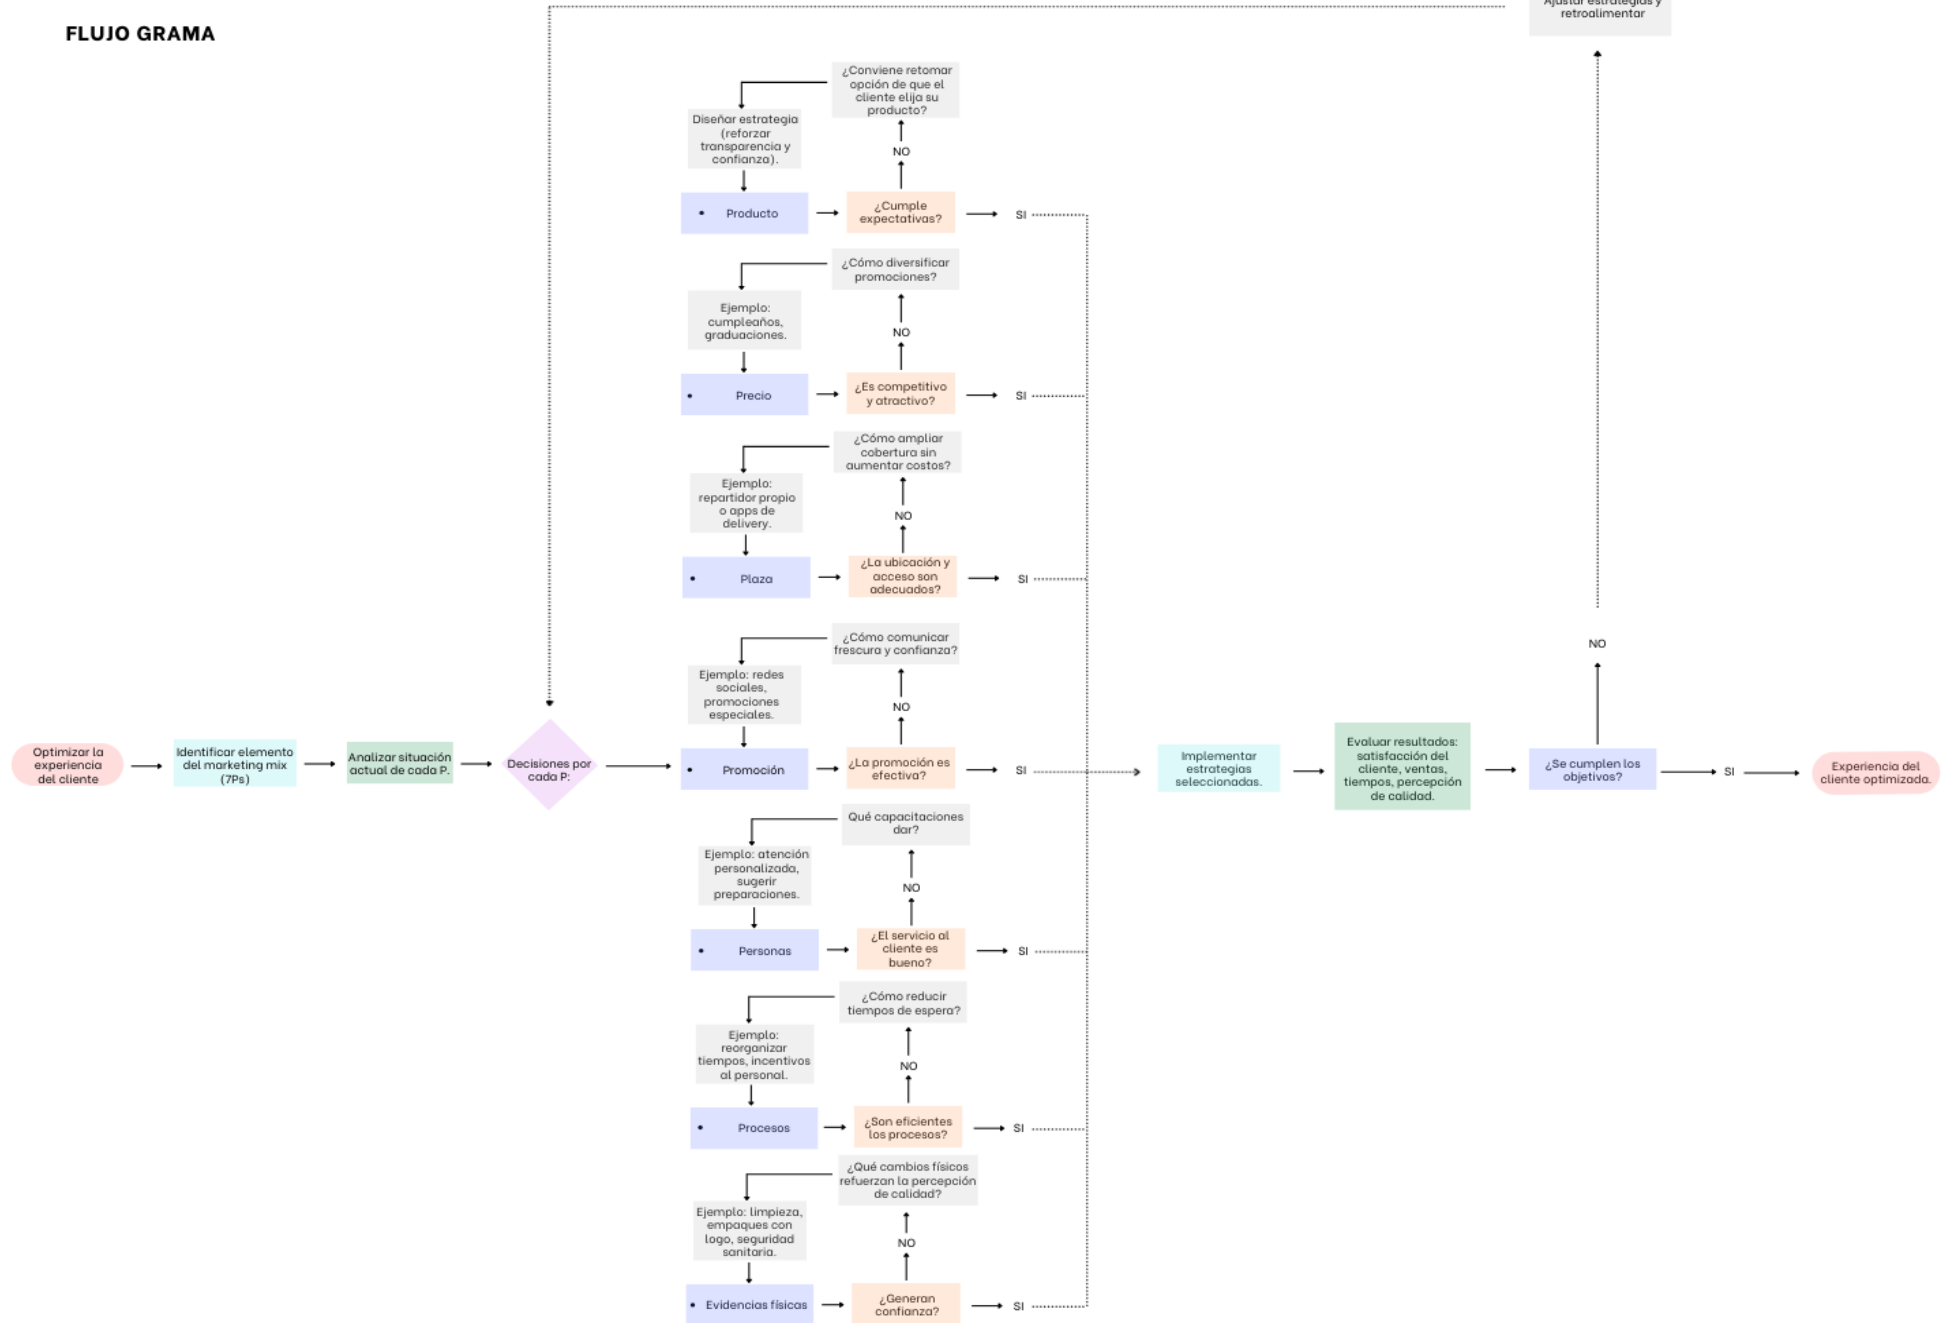 FLUJO GRAMA
Ajustar estrategias y
retroalimentar
¿Conviene retomar
opción de que el
cliente elija su
producto?
Diseñar estrategia
(reforzar
transparencia y
confianza).
NO
• Producto
¿Cumple
expectativas?
SI
¿Cómo diversificar
promociones?
Ejemplo:
cumpleaños,
graduaciones.
NO
• Precio
¿Es competitivo
y atractivo?
SI
¿Cómo ampliar
cobertura sin
aumentar costos?
Ejemplo:
repartidor propio
o apps de
delivery.
NO
• Plaza
¿La ubicación y
acceso son
adecuados?
SI
¿Cómo comunicar
frescura y confianza?
Ejemplo: redes
sociales,
promociones
especiales.
NO
Optimizar la
experiencia
del cliente
Identificar elemento
del marketing mix
(7Ps)
Analizar situación
actual de cada P.
Decisiones por
cada P:
• Promoción
¿La promoción es
efectiva?
SI
Implementar
estrategias
seleccionadas.
Evaluar resultados:
satisfacción del
cliente, ventas,
tiempos, percepción
de calidad.
¿Se cumplen los
objetivos?
NO
SI
Experiencia del
cliente optimizada.
Qué capacitaciones
dar?
Ejemplo: atención
personalizada,
sugerir
preparaciones.
NO
• Personas
¿El servicio al
cliente es
bueno?
SI
¿Cómo reducir
tiempos de espera?
Ejemplo:
reorganizar
tiempos, incentivos
al personal.
NO
• Procesos
¿Son eficientes
los procesos?
SI
¿Qué cambios físicos
refuerzan la percepción
de calidad?
Ejemplo: limpieza,
empaques con
logo, seguridad
sanitaria.
NO
• Evidencias físicas
¿Generan
confianza?
SI